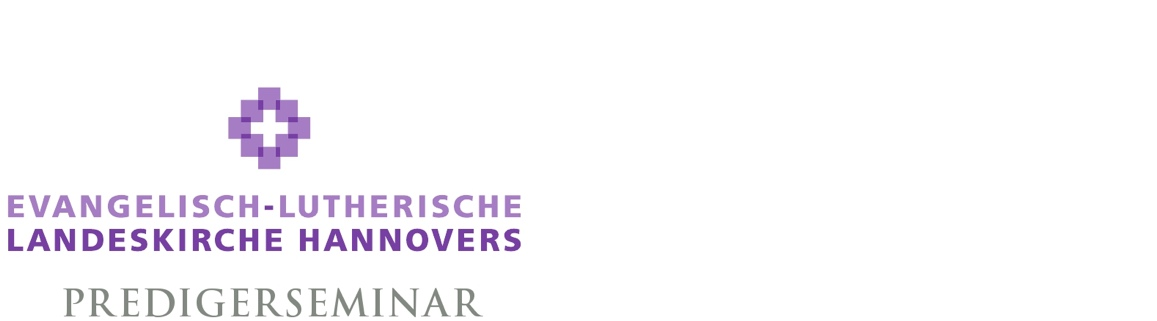 EVANGELISCH-LUTHERISCHE
LANDESKIRCHE HANNOVERS
PREDIGERSEMINAR